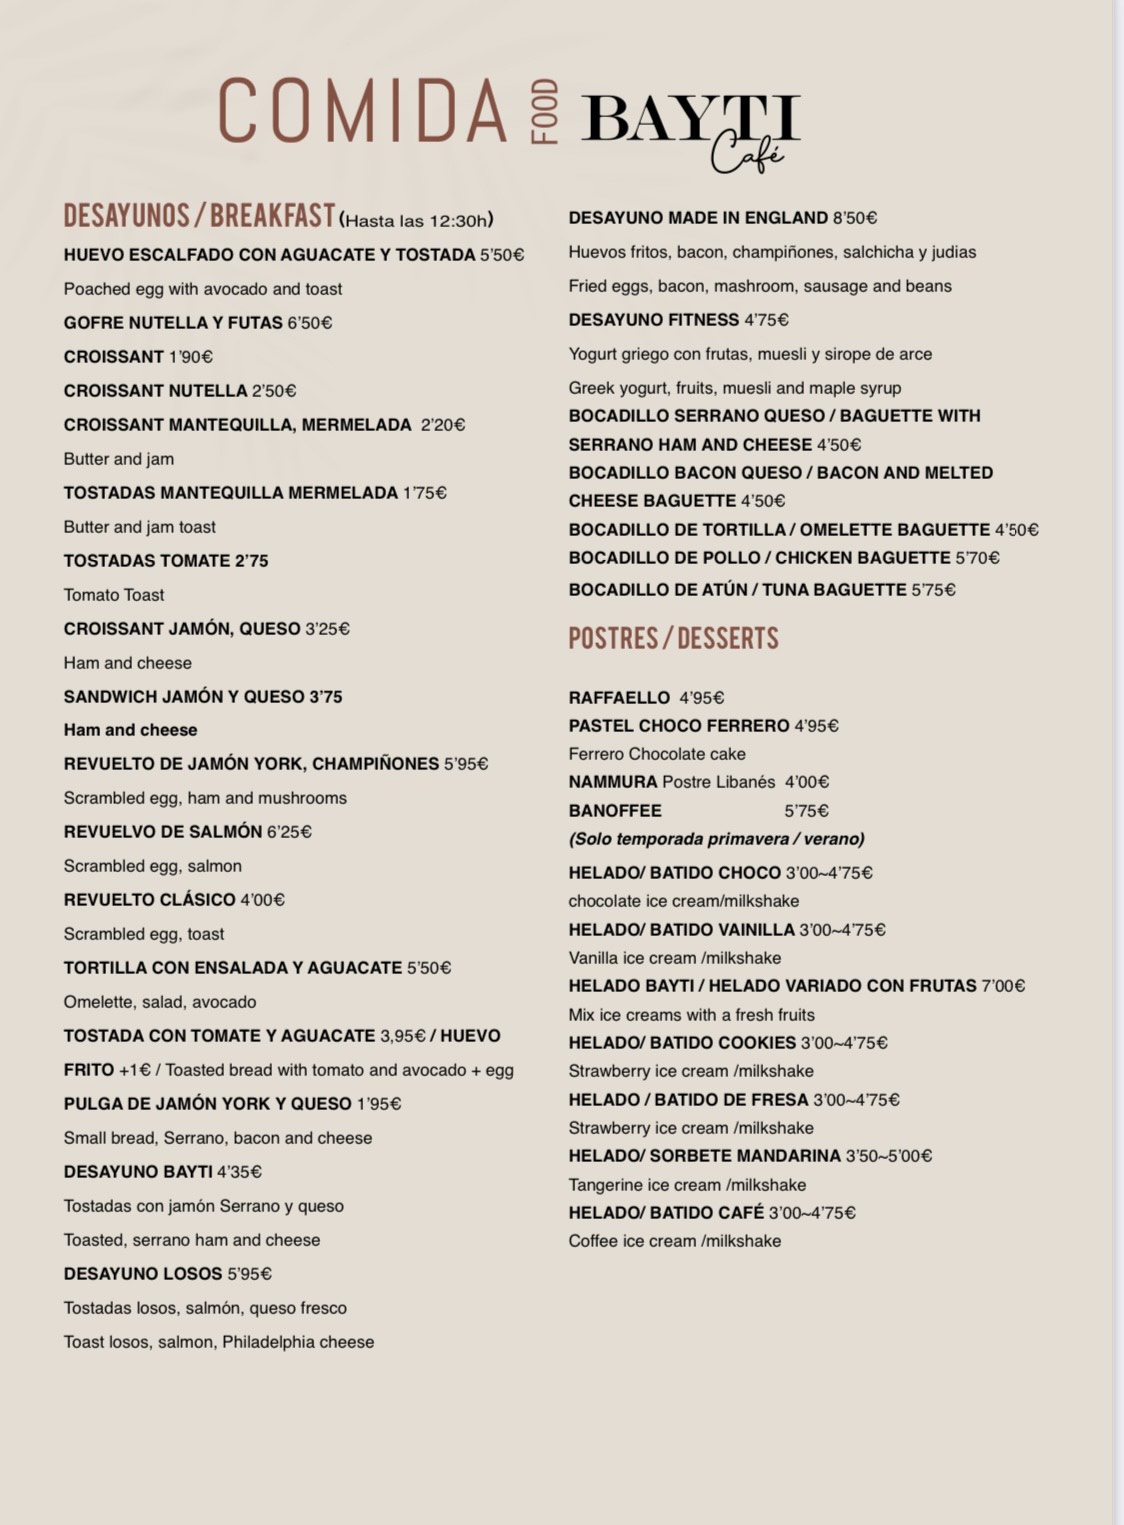 COMIDA FOOD BAYTI Café
DESAYUNOS / BREAKFAST (Hasta las 12:30h)
HUEVO ESCALFADO CON AGUACATE Y TOSTADA 5'50€
Poached egg with avocado and toast
GOFRE NUTELLA Y FUTAS 6'50€
CROISSANT 1'90€
CROISSANT NUTELLA 2'50€
CROISSANT MANTEQUILLA, MERMELADA 2'20€
Butter and jam
TOSTADAS MANTEQUILLA MERMELADA 1'75€
Butter and jam toast
TOSTADAS TOMATE 2'75
Tomato Toast
CROISSANT JAMÓN, QUESO 3'25€
Ham and cheese
SANDWICH JAMÓN Y QUESO 3'75
Ham and cheese
REVUELTO DE JAMÓN YORK, CHAMPIÑONES 5'95€
Scrambled egg, ham and mushrooms
REVUELVO DE SALMÓN 6'25€
Scrambled egg, salmon
REVUELTO CLÁSICO 4'00€
Scrambled egg, toast
TORTILLA CON ENSALADA Y AGUACATE 5'50€
Omelette, salad, avocado
TOSTADA CON TOMATE Y AGUACATE 3,95€ / HUEVO
FRITO +1€ / Toasted bread with tomato and avocado + egg
PULGA DE JAMÓN YORK Y QUESO 1'95€
Small bread, Serrano, bacon and cheese
DESAYUNO BAYTI 4'35€
Tostadas con jamón Serrano y queso
Toasted, serrano ham and cheese
DESAYUNO LOSOS 5'95€
Tostadas losos, salmón, queso fresco
Toast losos, salmon, Philadelphia cheese
DESAYUNO MADE IN ENGLAND 8'50€
Huevos fritos, bacon, champiñones, salchicha y judias
Fried eggs, bacon, mashroom, sausage and beans
DESAYUNO FITNESS 4'75€
Yogurt griego con frutas, muesli y sirope de arce
Greek yogurt, fruits, muesli and maple syrup
BOCADILLO SERRANO QUESO / BAGUETTE WITH
SERRANO HAM AND CHEESE 4'50€
BOCADILLO BACON QUESO / BACON AND MELTED
CHEESE BAGUETTE 4'50€
BOCADILLO DE TORTILLA / OMELETTE BAGUETTE 4'50€
BOCADILLO DE POLLO / CHICKEN BAGUETTE 5'70€
BOCADILLO DE ATÚN / TUNA BAGUETTE 5'75€
POSTRES / DESSERTS
RAFFAELLO 4'95€
PASTEL CHOCO FERRERO 4'95€
Ferrero Chocolate cake
NAMMURA Postre Libanés 4'00€
BANOFFEE 5'75€
(Solo temporada primavera / verano)
HELADO/ BATIDO CHOCO 3'00~4'75€
chocolate ice cream/milkshake
HELADO/ BATIDO VAINILLA 3'00~4'75€
Vanilla ice cream /milkshake
HELADO BAYTI / HELADO VARIADO CON FRUTAS 7'00€
Mix ice creams with a fresh fruits
HELADO/ BATIDO COOKIES 3'00~4'75€
Strawberry ice cream /milkshake
HELADO / BATIDO DE FRESA 3'00~4'75€
Strawberry ice cream /milkshake
HELADO/ SORBETE MANDARINA 3'50~5'00€
Tangerine ice cream /milkshake
HELADO/ BATIDO CAFÉ 3'00~4'75€
Coffee ice cream /milkshake